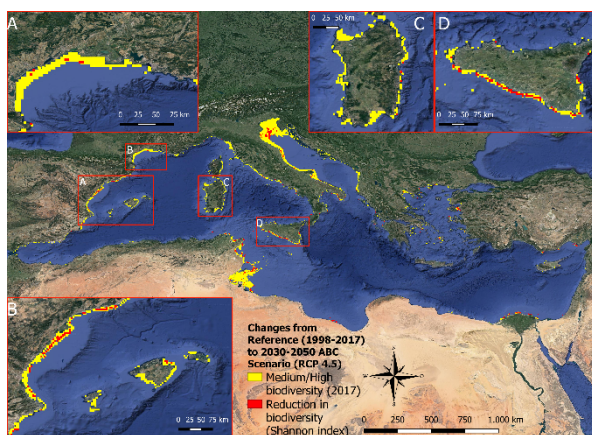 A
0 25 50 75 km
0 25 50 km
C
D
0 25 50 75 km
B
A
C
D
B
0 25 50 75 km
Changes from
Reference (1998-2017)
to 2030-2050 ABC
Scenario (RCP 4.5)
Medium/High
biodiversity (2017)
Reduction in
biodiversity
(Shannon index)
0 250 500 750 1.000 km